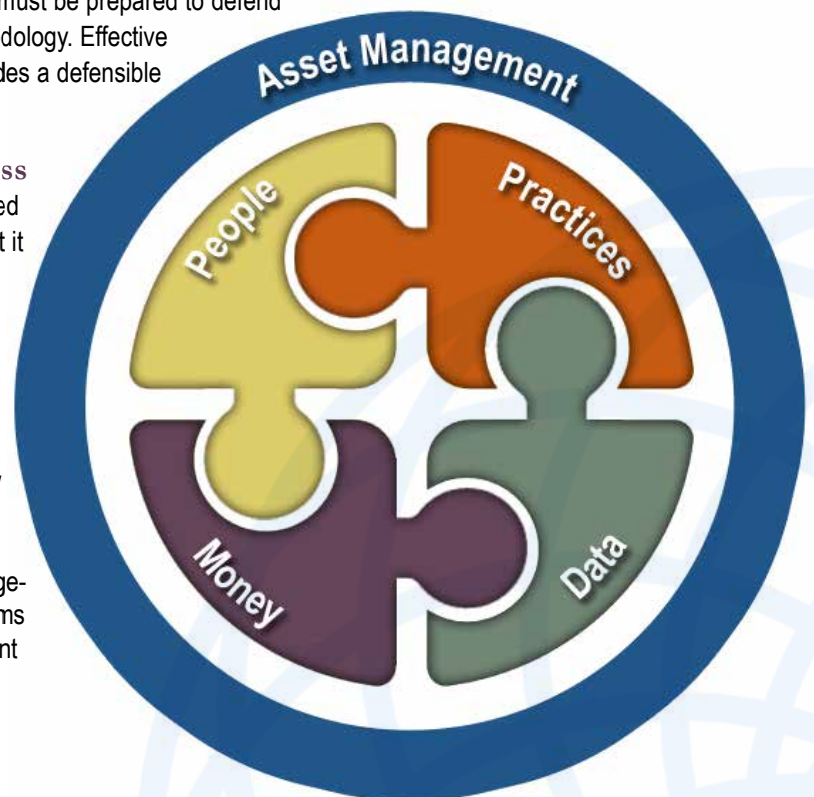 must be prepared to defend
dology. Effective
des a defensible
ss
ed
t it
ge-
ms
nt
Asset Management
People
Practices
Money
Data